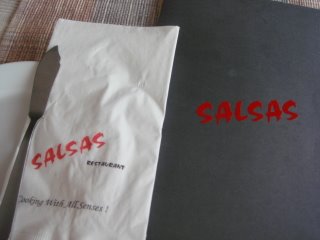 SALSAS
RESTAURANT
Cooking With All Senses !
SALSAS